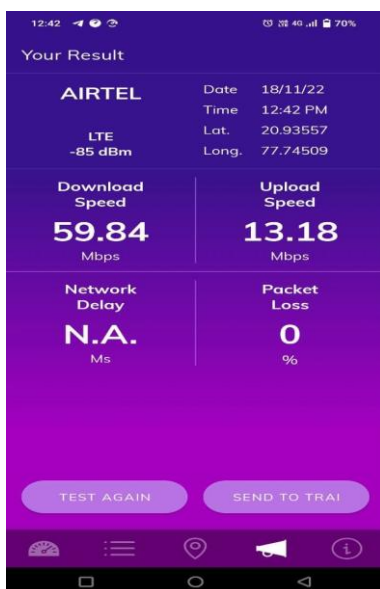 12:42 4G 70%
Your Result
AIRTEL
LTE
-85 dBm
Date 18/11/22
Time 12:42 PM
Lat. 20.93557
Long. 77.74509
Download
Speed
59.84
Mbps
Upload
Speed
13.18
Mbps
Network
Delay
N.A.
Ms
Packet
Loss
0
%
TEST AGAIN
SEND TO TRAI